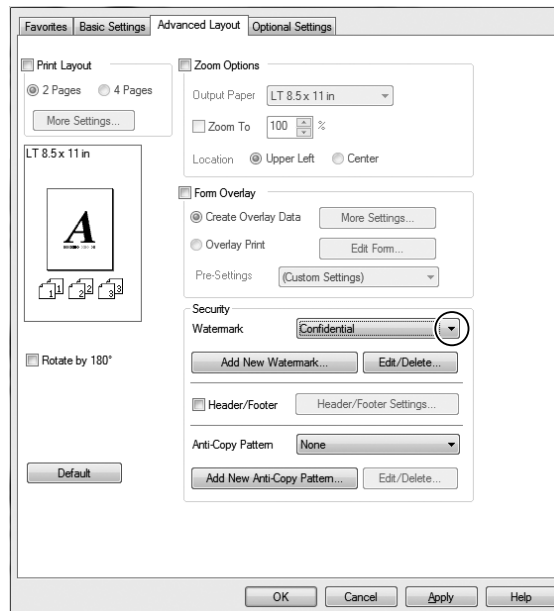 Favorites Basic Settings Advanced Layout Optional Settings
Print Layout
2 Pages 4 Pages
More Settings...
LT 8.5 x 11 in
A
1 1 2 2 3 3
Rotate by 180°
Default
Zoom Options
Output Paper LT 8.5 x 11 in
Zoom To 100 %
Location Upper Left Center
Form Overlay
Create Overlay Data More Settings...
Overlay Print Edit Form...
Pre-Settings (Custom Settings)
Security
Watermark Confidential
Add New Watermark... Edit/Delete...
Header/Footer Header/Footer Settings...
Anti-Copy Pattern None
Add New Anti-Copy Pattern... Edit/Delete...
OK Cancel Apply Help